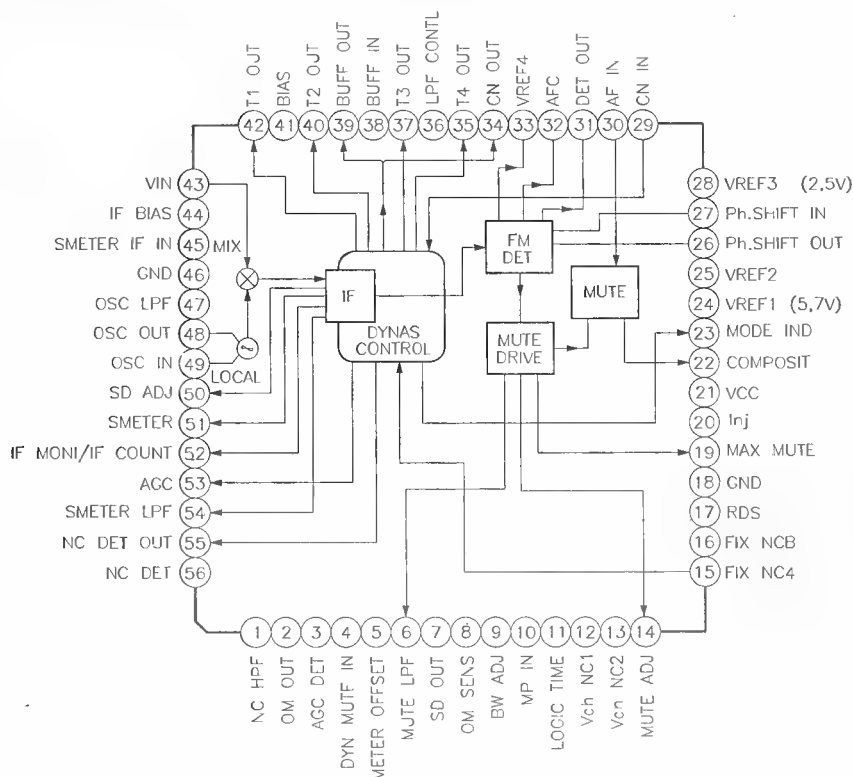 T1 OUT
BIAS
T2 OUT
BUFF OUT
BUFF IN
T3 OUT
LPF CONTL
T4 OUT
CN OUT
VREF4
AFC
DET OUT
AF IN
CN IN
42 41 40 39 38 37 36 35 34 33 32 31 30 29
VIN 43
IF BIAS 44
SMETER IF IN 45
GND 46
OSC LPF 47
OSC OUT 48
OSC IN 49
SD ADJ 50
SMETER 51
IF MONI/IF COUNT 52
AGC 53
SMETER LPF 54
NC DET OUT 55
NC DET 56
MIX
LOCAL
IF
DYNAS
CONTROL
FM
DET
MUTE
DRIVE
MUTE
28 VREF3 (2,5V)
27 Ph.SHIFT IN
26 Ph.SHIFT OUT
25 VREF2
24 VREF1 (5,7V)
23 MODE IND
22 COMPOSIT
21 VCC
20 Inj
19 MAX MUTE
18 GND
17 RDS
16 FIX NCB
15 FIX NC4
1 2 3 4 5 6 7 8 9 10 11 12 13 14
NC HPF
OM OUT
AGC DET
DYN MUTE IN
METER OFFSET
MUTE LPF
SD OUT
OM SENS
BW ADJ
MP IN
LOGIC TIME
Vch NC1
Vcn NC2
MUTE ADJ